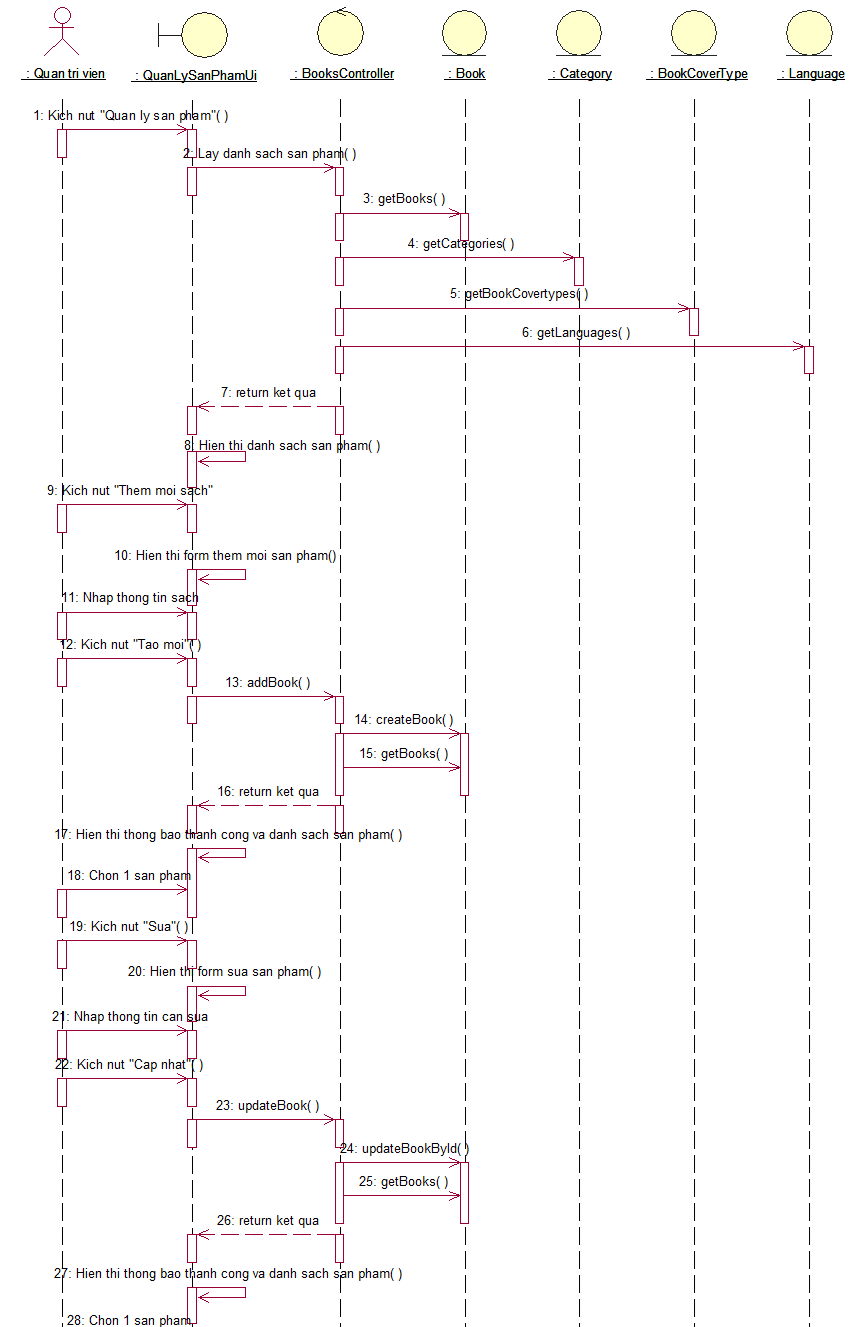 : Quan tri vien
: QuanLySanPhamUi
: BooksController
: Book
: Category
: BookCoverType
: Language
1: Kich nut "Quan ly san pham"( )
2: Lay danh sach san pham( )
3: getBooks( )
4: getCategories( )
5: getBookCovertypes( )
6: getLanguages( )
7: return ket qua
8: Hien thi danh sach san pham( )
9: Kich nut "Them moi sach"
10: Hien thi form them moi san pham()
11: Nhap thong tin sach
12: Kich nut "Tao moi"( )
13: addBook( )
14: createBook( )
15: getBooks( )
16: return ket qua
17: Hien thi thong bao thanh cong va danh sach san pham( )
18: Chon 1 san pham
19: Kich nut "Sua"( )
20: Hien thi form sua san pham( )
21: Nhap thong tin can sua
22: Kich nut "Cap nhat"( )
23: updateBook( )
24: updateBookById( )
25: getBooks( )
26: return ket qua
27: Hien thi thong bao thanh cong va danh sach san pham( )
28: Chon 1 san pham